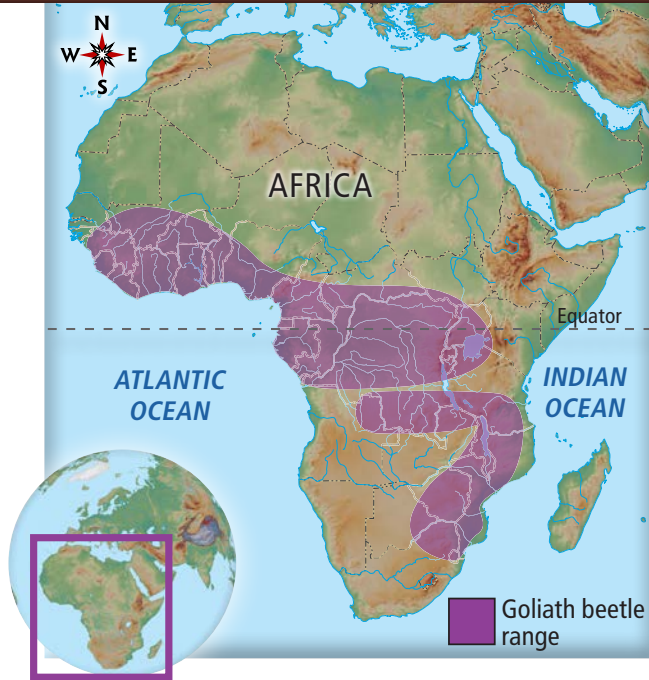 N
W E
S
AFRICA
Equator
ATLANTIC
OCEAN
INDIAN
OCEAN
Goliath beetle
range